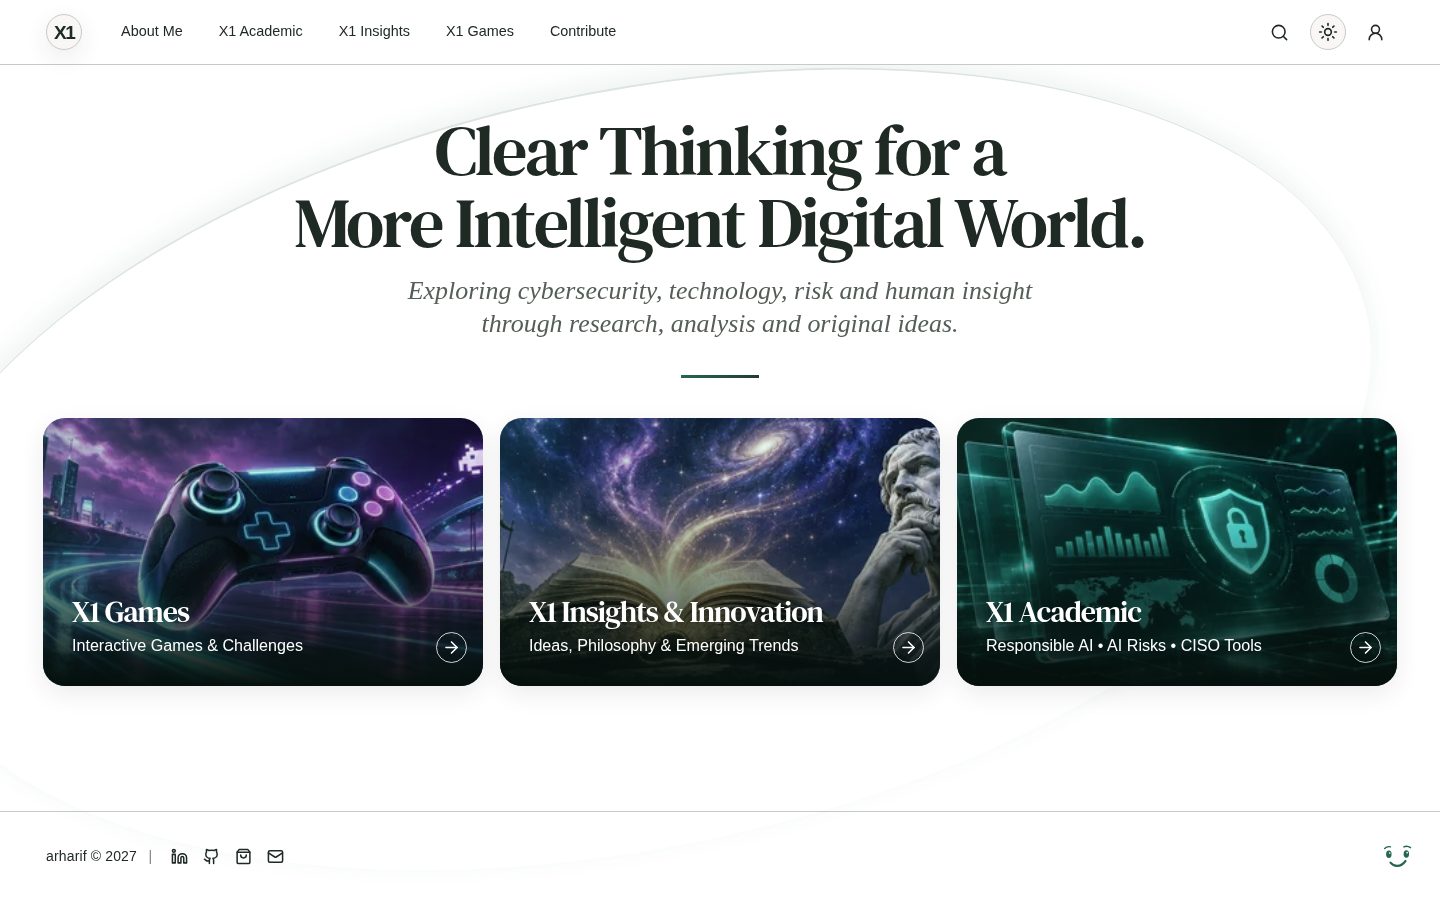 X1
About Me
X1 Academic
X1 Insights
X1 Games
Contribute
Clear Thinking for a
More Intelligent Digital World.
Exploring cybersecurity, technology, risk and human insight
through research, analysis and original ideas.
X1 Games
Interactive Games & Challenges
X1 Insights & Innovation
Ideas, Philosophy & Emerging Trends
X1 Academic
Responsible AI • AI Risks • CISO Tools
arharif © 2027 |